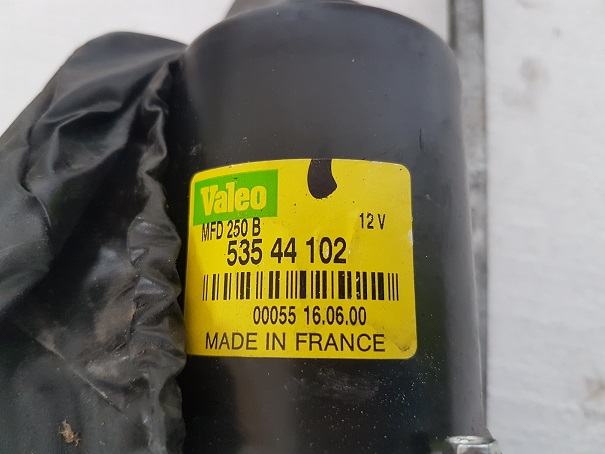 Valeo
MFD 250 B 12 V
535 44 102
00055 16.06.00
MADE IN FRANCE